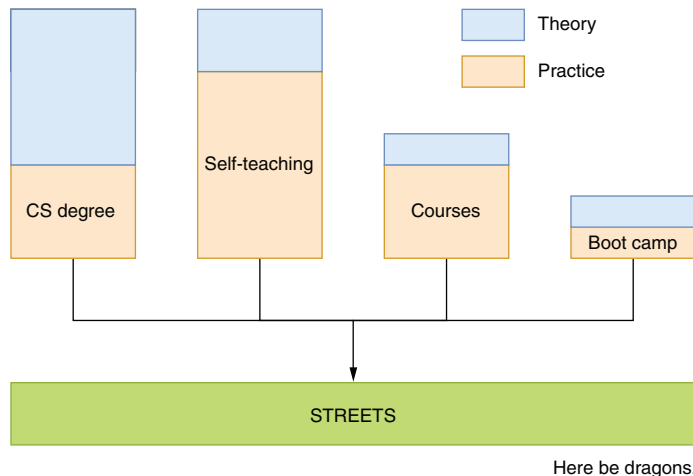 Theory
Practice
Self-teaching
CS degree
Courses
Boot camp
STREETS
Here be dragons